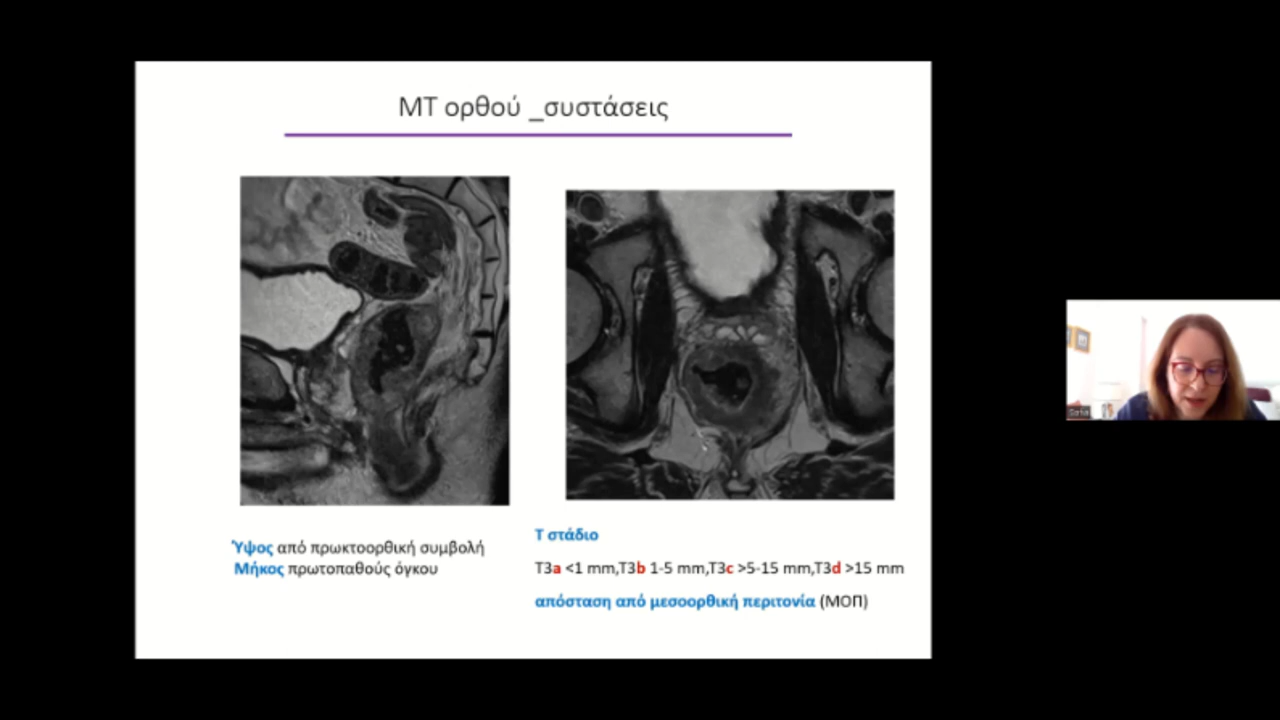 ΜΤ ορθού _συστάσεις
Ύψος από πρωκτοορθική συμβολή
Μήκος πρωτοπαθούς όγκου
Τ στάδιο
T3a <1 mm,T3b 1-5 mm,T3c >5-15 mm,T3d >15 mm
απόσταση από μεσοορθική περιτονία (ΜΟΠ)